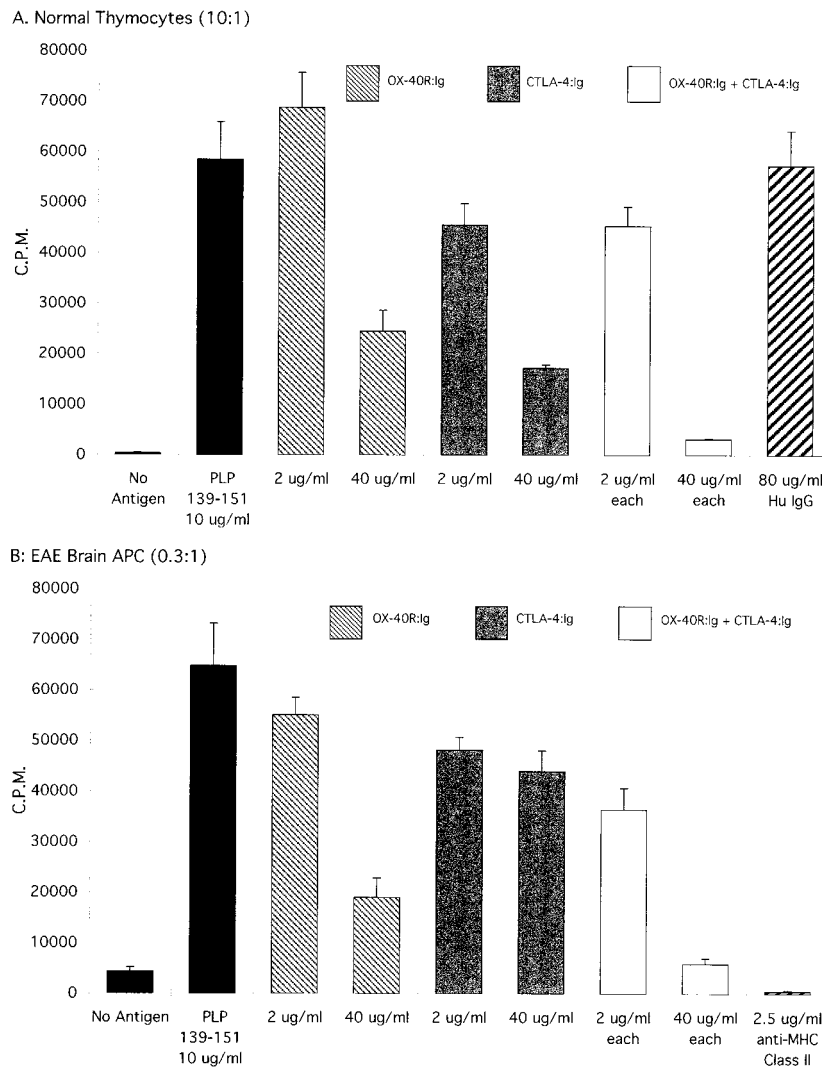 A. Normal Thymocytes (10:1)
80000
70000
60000
50000
40000
30000
20000
10000
0
C.P.M.
OX-40R:Ig
CTLA-4:Ig
OX-40R:Ig + CTLA-4:Ig
No
Antigen
PLP
139-151
10 ug/ml
2 ug/ml
40 ug/ml
2 ug/ml
40 ug/ml
2 ug/ml
each
40 ug/ml
each
80 ug/ml
Hu IgG
B: EAE Brain APC (0.3:1)
80000
70000
60000
50000
40000
30000
20000
10000
0
C.P.M.
OX-40R:Ig
CTLA-4:Ig
OX-40R:Ig + CTLA-4:Ig
No Antigen
PLP
139-151
10 ug/ml
2 ug/ml
40 ug/ml
2 ug/ml
40 ug/ml
2 ug/ml
each
40 ug/ml
each
2.5 ug/ml
anti-MHC
Class II